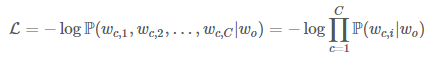 ℒ = − log ℙ(w_{c,1}, w_{c,2}, …, w_{c,C}|w_o) = − log ∏_{c=1}^{C} ℙ(w_{c,i}|w_o)